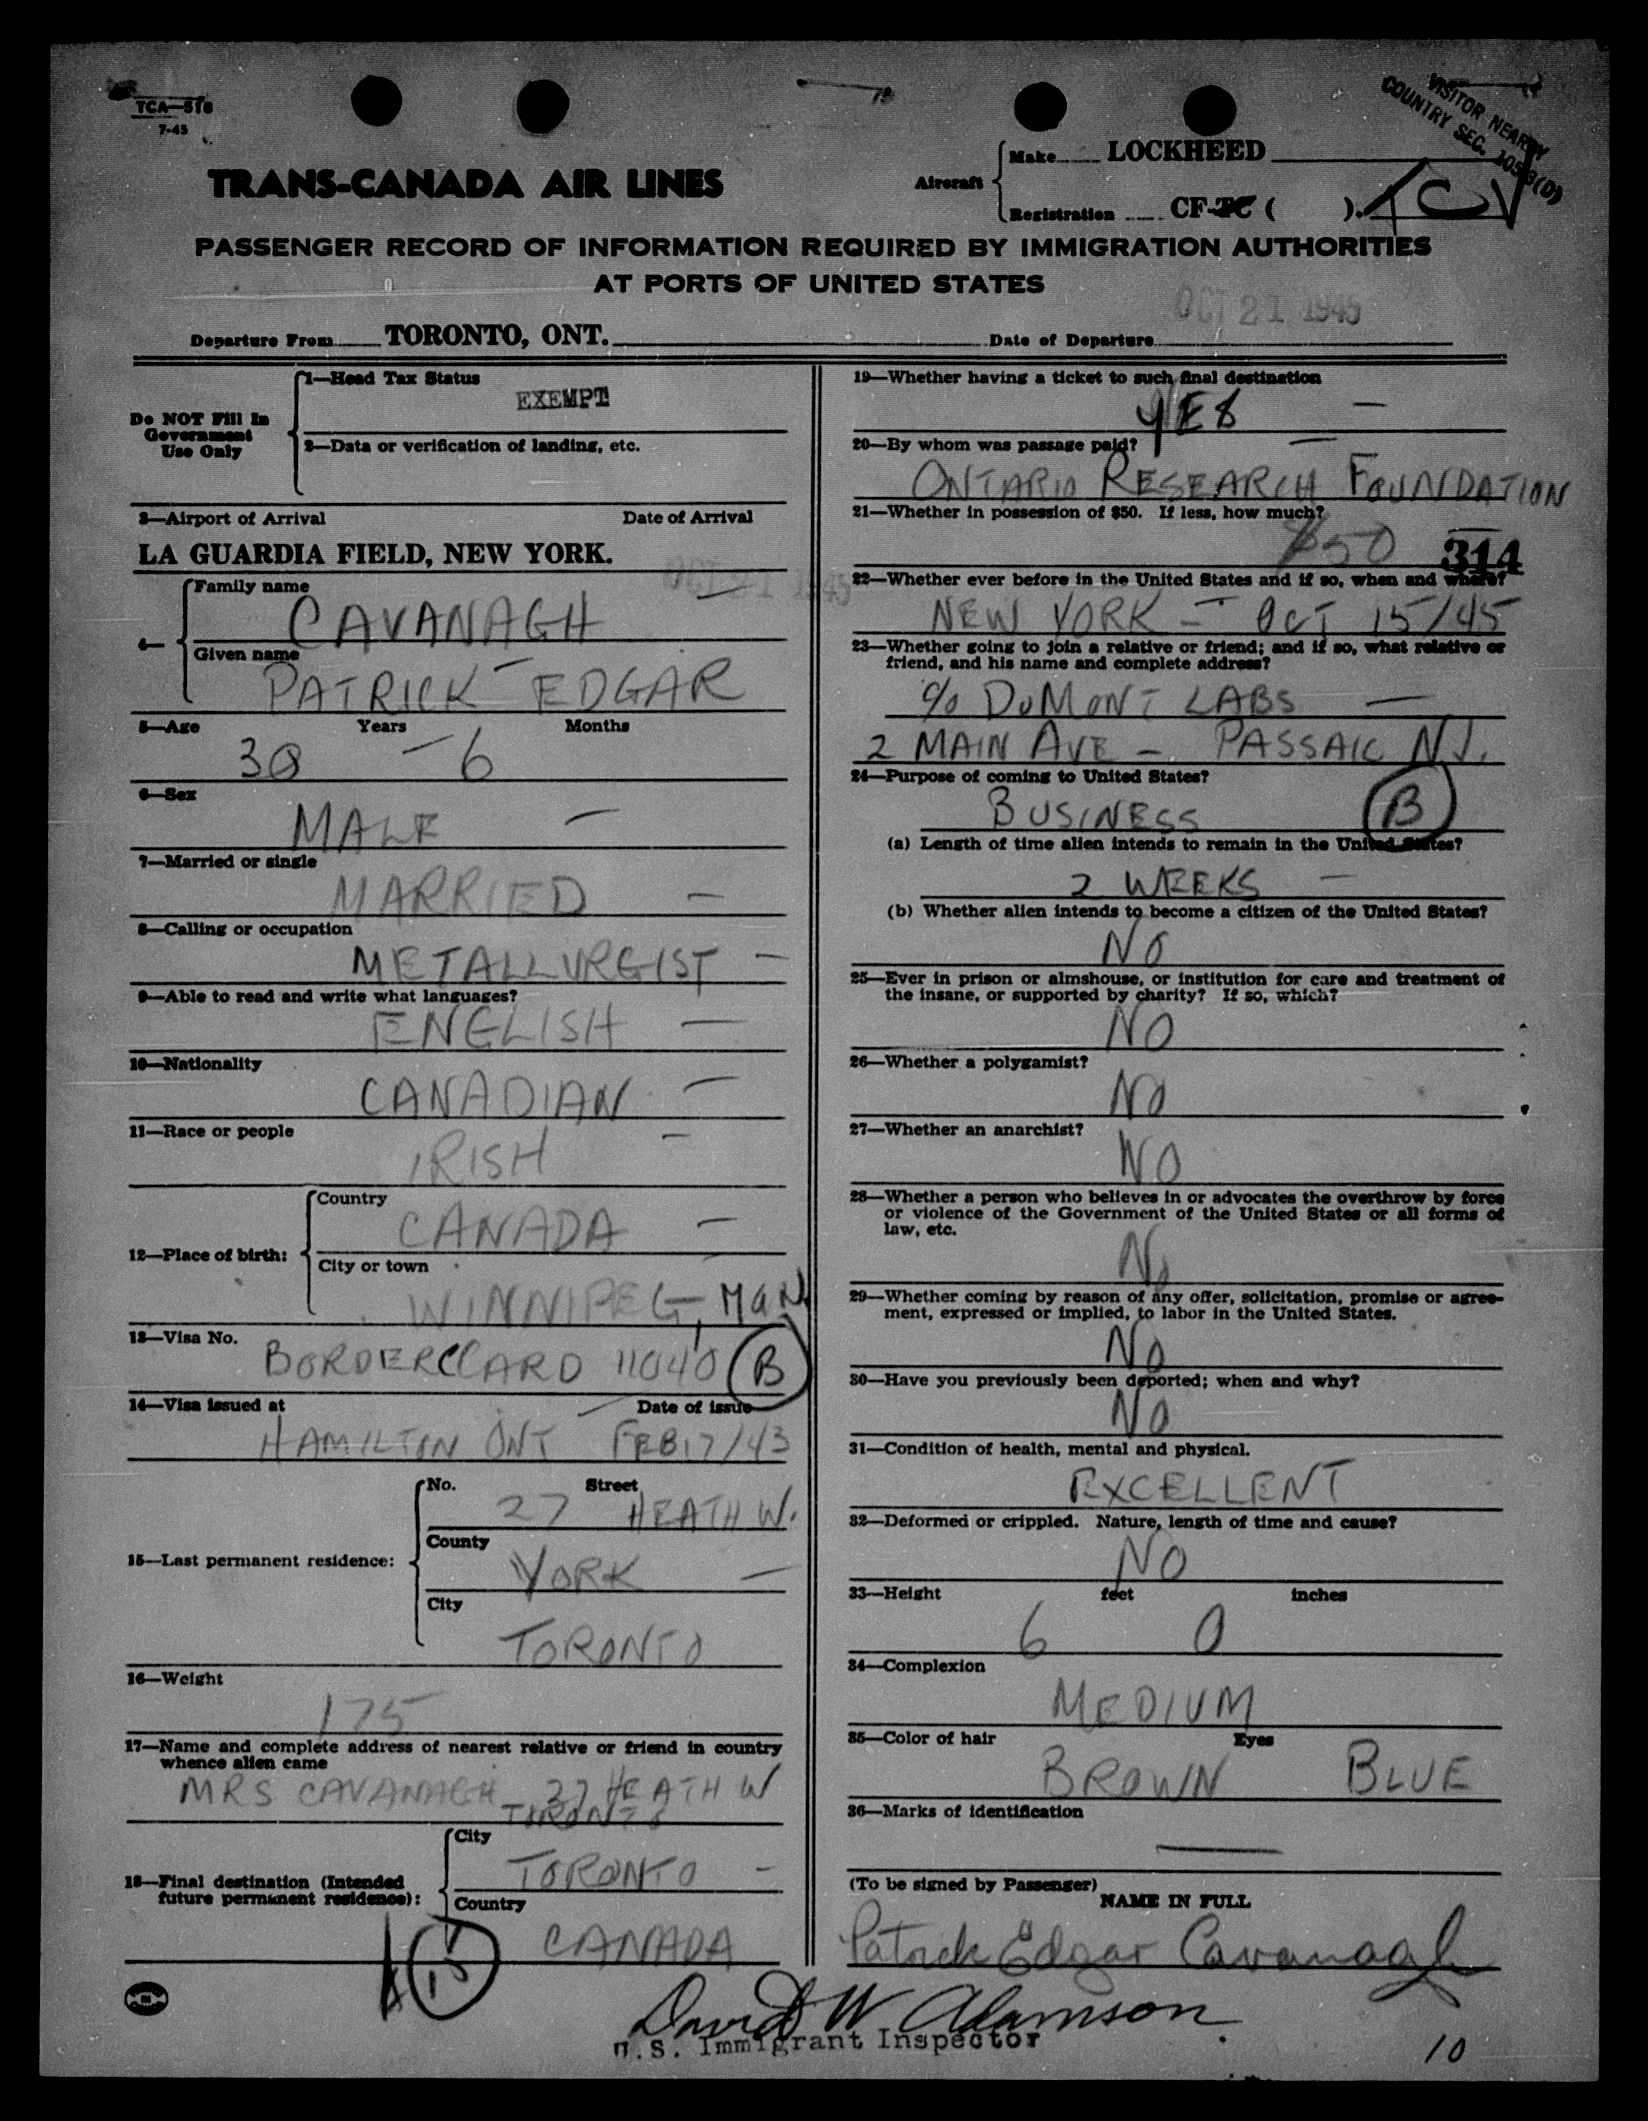 TCA—516
7-45
VISITOR NEARBY
COUNTRY SEC. 105.3(D)
TRANS-CANADA AIR LINES
Aircraft
Make LOCKHEED
Registration CF-TC ( ). TCV
PASSENGER RECORD OF INFORMATION REQUIRED BY IMMIGRATION AUTHORITIES
AT PORTS OF UNITED STATES
OCT 21 1945
Departure From TORONTO, ONT. Date of Departure
Do NOT Fill In
Government
Use Only
1—Head Tax Status
EXEMPT
2—Data or verification of landing, etc.
3—Airport of Arrival Date of Arrival
LA GUARDIA FIELD, NEW YORK.
OCT 21 1945
4—
Family name
CAVANAGH —
Given name
PATRICK EDGAR
5—Age Years Months
38 — 6
6—Sex
MALE —
7—Married or single
MARRIED —
8—Calling or occupation
METALLURGIST —
9—Able to read and write what languages?
ENGLISH —
10—Nationality
CANADIAN —
11—Race or people
IRISH —
12—Place of birth:
Country
CANADA —
City or town
WINNIPEG, MAN
13—Visa No.
BORDERCCARD 11040 B
14—Visa issued at Date of issue
HAMILTON ONT FEB 17/43
15—Last permanent residence:
No. Street
27 HEATH W.
County
YORK —
City
TORONTO
16—Weight
175
17—Name and complete address of nearest relative or friend in country
whence alien came
MRS CAVANAGH 27 HEATH W
TORONTO
18—Final destination (Intended
future permanent residence):
City
TORONTO —
Country
CANADA
15
19—Whether having a ticket to such final destination
YES —
20—By whom was passage paid?
ONTARIO RESEARCH FOUNDATION
21—Whether in possession of $50. If less, how much?
$50
314
22—Whether ever before in the United States and if so, when and where?
NEW YORK — OCT 15/45
23—Whether going to join a relative or friend; and if so, what relative or
friend, and his name and complete address?
c/o DUMONT LABS —
2 MAIN AVE — PASSAIC NJ.
24—Purpose of coming to United States?
BUSINESS B
(a) Length of time alien intends to remain in the United States?
2 WEEKS —
(b) Whether alien intends to become a citizen of the United States?
NO
25—Ever in prison or almshouse, or institution for care and treatment of
the insane, or supported by charity? If so, which?
NO
26—Whether a polygamist?
NO
27—Whether an anarchist?
NO
28—Whether a person who believes in or advocates the overthrow by force
or violence of the Government of the United States or all forms of
law, etc.
NO
29—Whether coming by reason of any offer, solicitation, promise or agree-
ment, expressed or implied, to labor in the United States.
NO
30—Have you previously been deported; when and why?
NO
31—Condition of health, mental and physical.
EXCELLENT
32—Deformed or crippled. Nature, length of time and cause?
NO
33—Height feet inches
6 0
34—Complexion
MEDIUM
35—Color of hair Eyes
BROWN BLUE
36—Marks of identification
—
(To be signed by Passenger)
NAME IN FULL
Patrick Edgar Cavanagh
David W Adamson
U.S. Immigrant Inspector
10